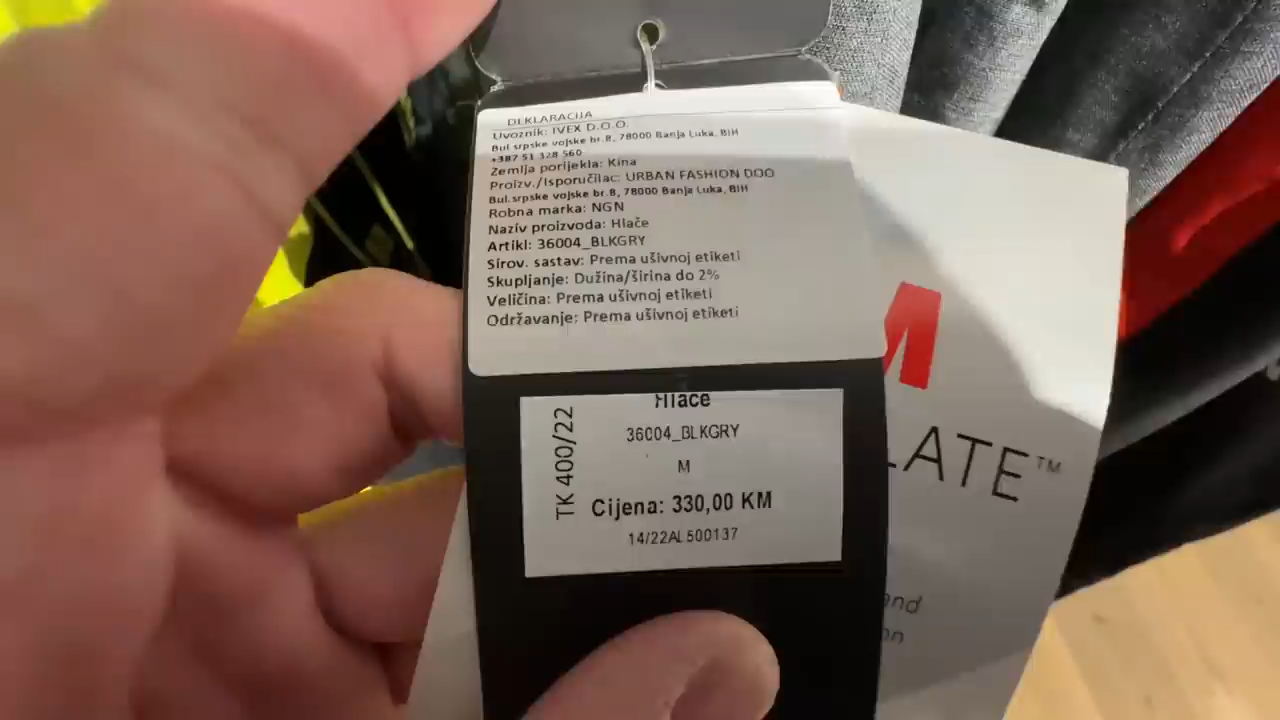 DEKLARACIJA
Uvoznik: IVEX D.O.O.
Bul srpske vojske br.8, 78000 Banja Luka, BIH
+387 51 328 560
Zemlja porijekla: Kina
Proizv./Isporučilac: URBAN FASHION DOO
Bul.srpske vojske br.8, 78000 Banja Luka, BIH
Robna marka: NGN
Naziv proizvoda: Hlače
Artikl: 36004_BLKGRY
Sirov. sastav: Prema ušivnoj etiketi
Skupljanje: Dužina/širina do 2%
Veličina: Prema ušivnoj etiketi
Održavanje: Prema ušivnoj etiketi
Hlače
36004_BLKGRY
M
TK 400/22
Cijena: 330,00 KM
14/22AL500137
LATE™
and
on